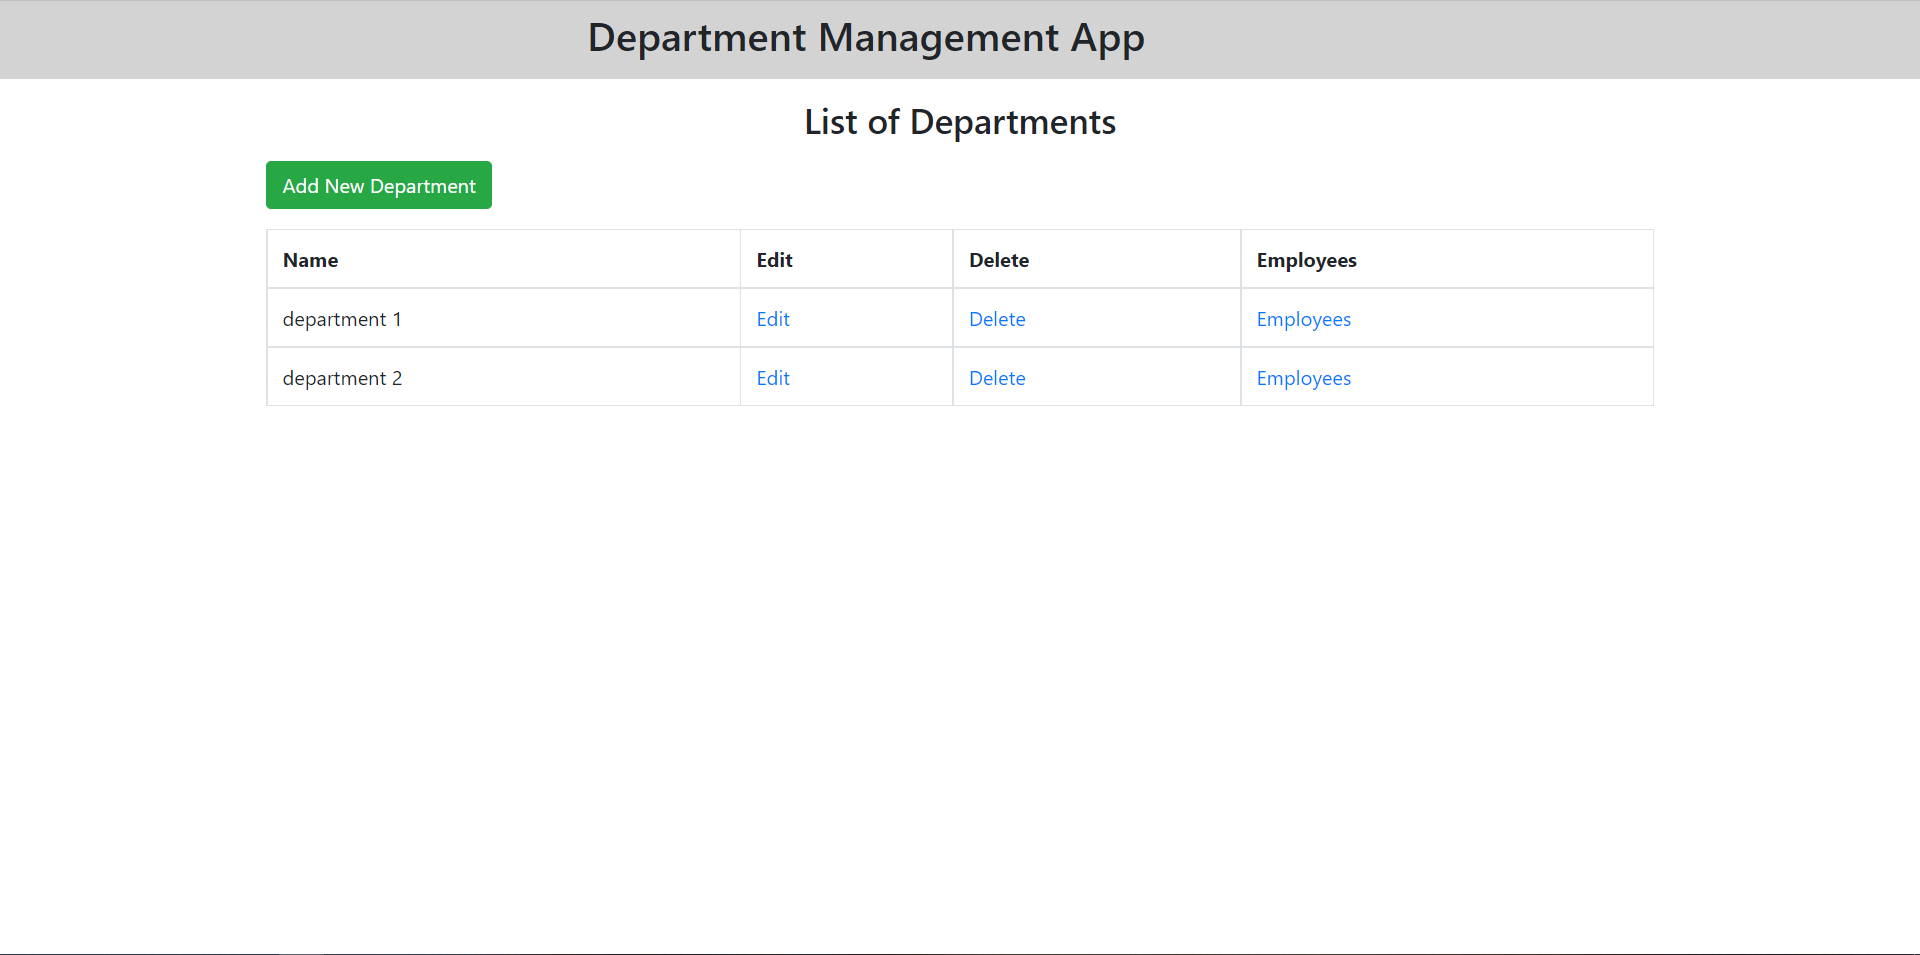 Department Management App
List of Departments
Add New Department
Name Edit Delete Employees
department 1 Edit Delete Employees
department 2 Edit Delete Employees